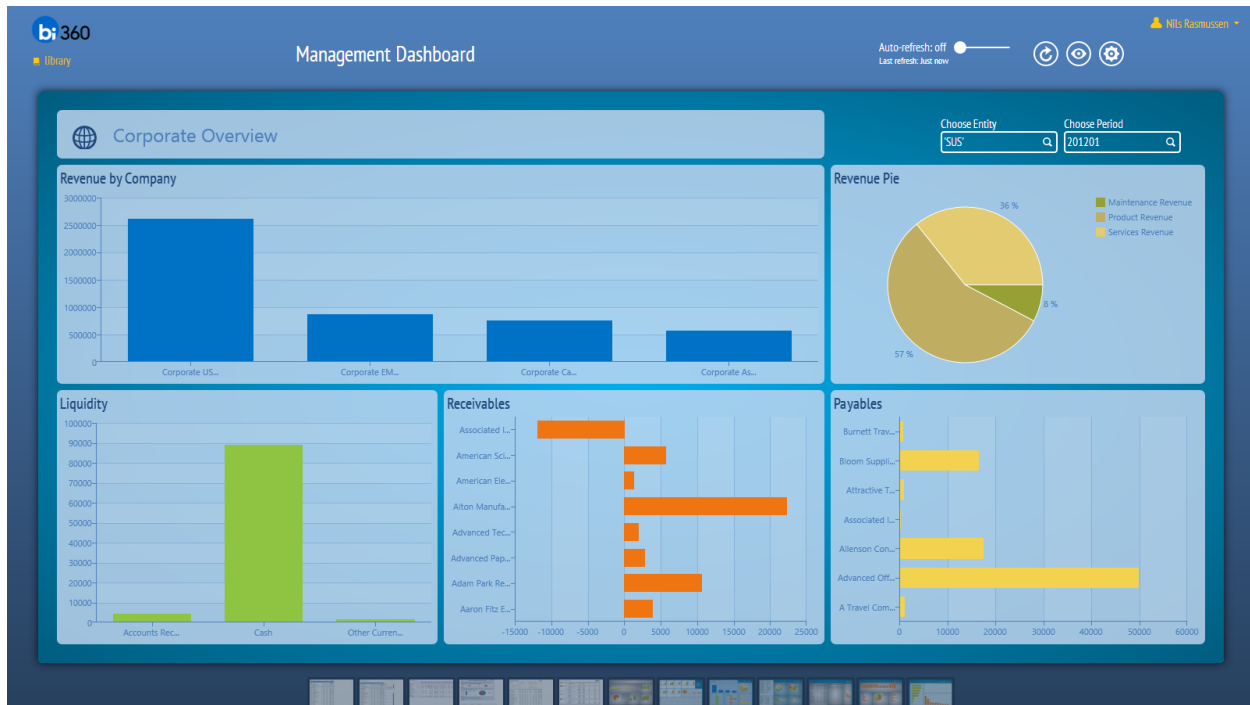 bi 360
Nils Rasmussen
library
Management Dashboard
Auto-refresh: off
Last refresh: Just now
Corporate Overview
Choose Entity
Choose Period
'SUS'
201201
Revenue by Company
3000000
2500000
2000000
1500000
1000000
500000
0
Corporate US...
Corporate EM...
Corporate Ca...
Corporate As...
Revenue Pie
36 %
8 %
57 %
Maintenance Revenue
Product Revenue
Services Revenue
Liquidity
100000
90000
80000
70000
60000
50000
40000
30000
20000
10000
0
Accounts Rec...
Cash
Other Curren...
Receivables
Associated I...
American Sci...
American Ele...
Alton Manufa...
Advanced Tec...
Advanced Pap...
Adam Park Re...
Aaron Fitz E...
-15000 -10000 -5000 0 5000 10000 15000 20000 25000
Payables
Burnett Trav...
Bloom Suppli...
Attractive T...
Associated I...
Allenson Con...
Advanced Off...
A Travel Com...
0 10000 20000 30000 40000 50000 60000